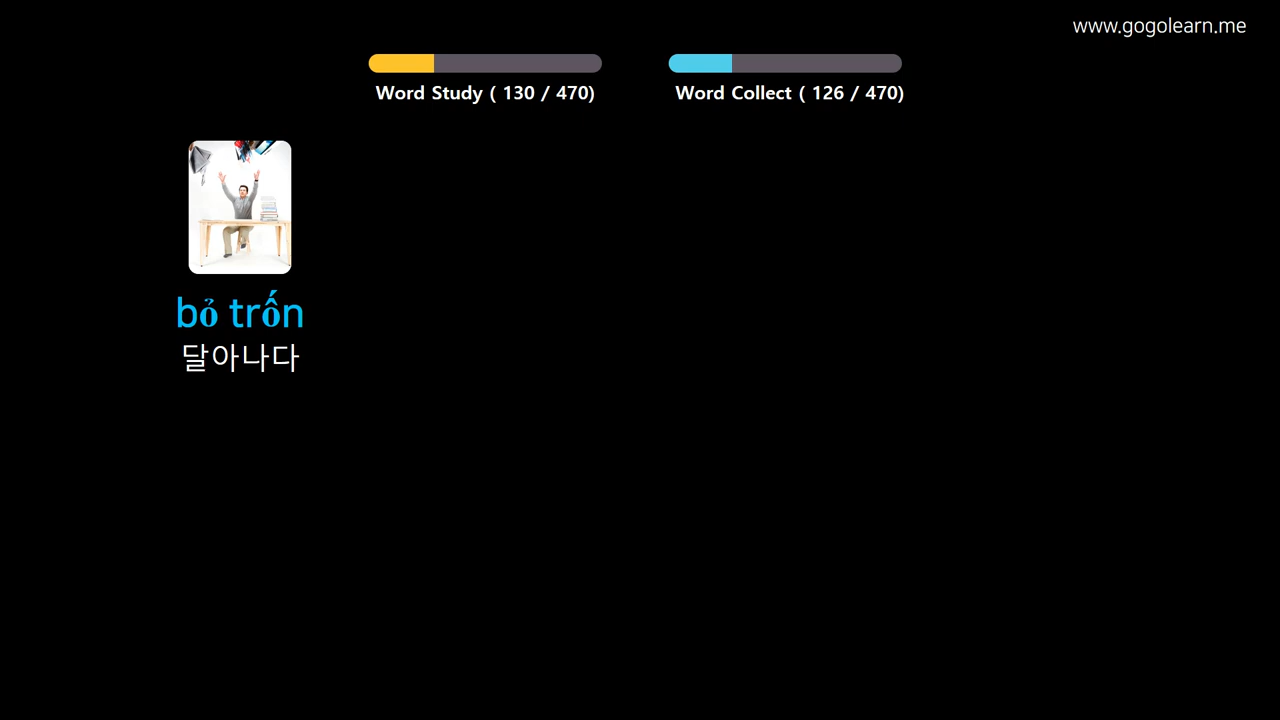 www.gogolearn.me
Word Study ( 130 / 470)
Word Collect ( 126 / 470)
bỏ trốn
달아나다